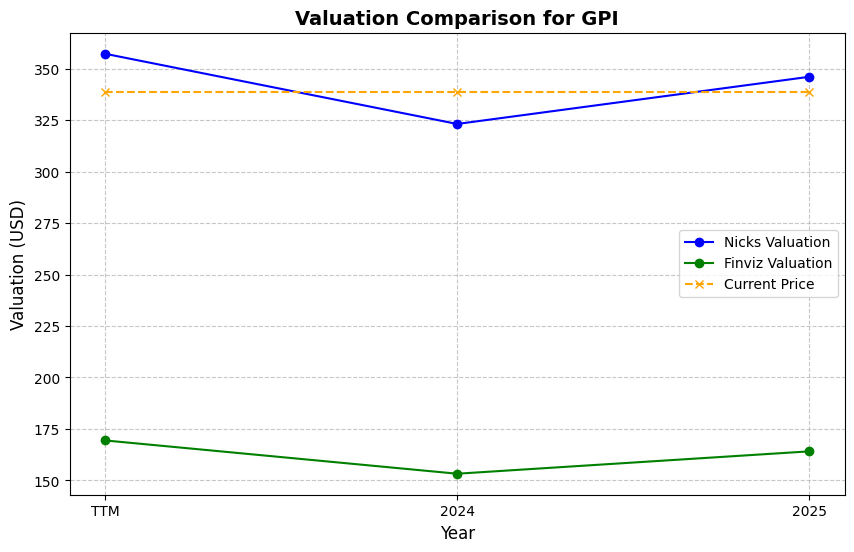 Valuation Comparison for GPI
Valuation (USD)
350
325
300
275
250
225
200
175
150
Nicks Valuation
Finviz Valuation
Current Price
TTM 2024 2025
Year